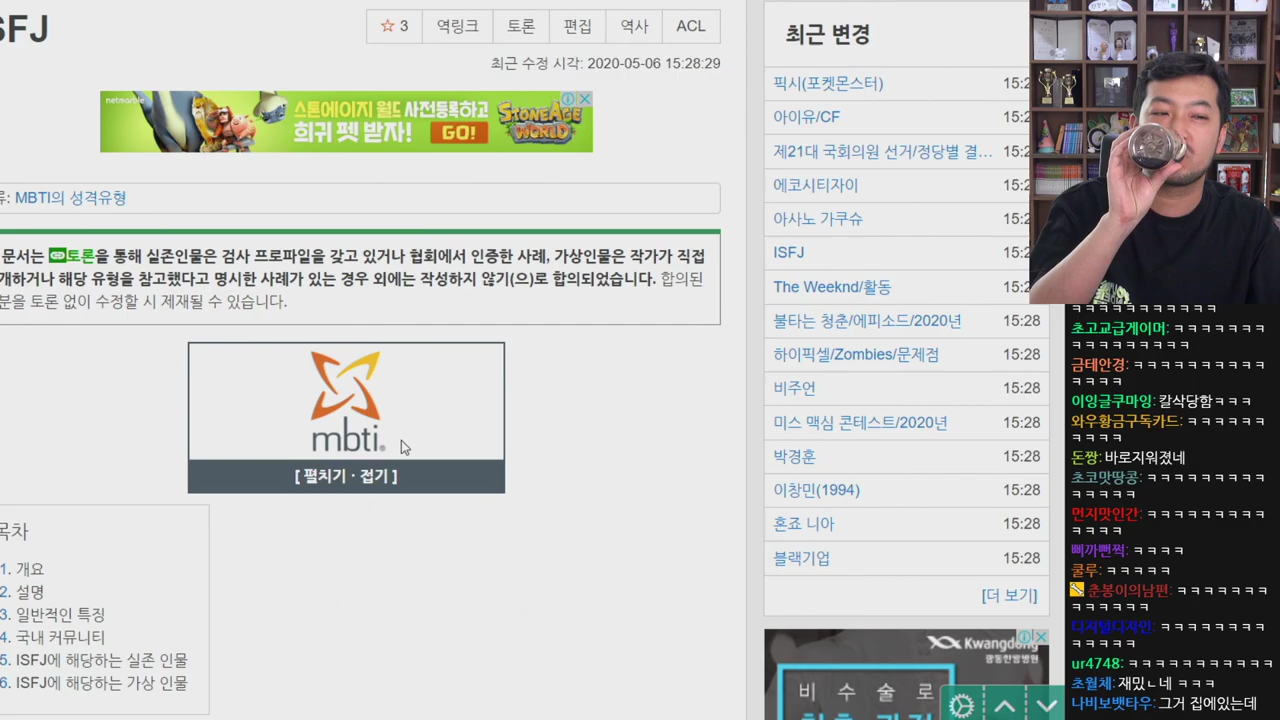 SFJ
☆ 3
역링크
토론
편집
역사
ACL
최근 수정 시각: 2020-05-06 15:28:29
netmarble
스톤에이지 월드 사전등록하고
희귀 펫 받자! GO!
STONEAGE WORLD
류: MBTI의 성격유형
문서는 토론을 통해 실존인물은 검사 프로파일을 갖고 있거나 협회에서 인증한 사례, 가상인물은 작가가 직접
개하거나 해당 유형을 참고했다고 명시한 사례가 있는 경우 외에는 작성하지 않기(으)로 합의되었습니다. 합의된
분을 토론 없이 수정할 시 제재될 수 있습니다.
mbti®
[ 펼치기 · 접기 ]
목차
1. 개요
2. 설명
3. 일반적인 특징
4. 국내 커뮤니티
5. ISFJ에 해당하는 실존 인물
6. ISFJ에 해당하는 가상 인물
최근 변경
픽시(포켓몬스터) 15:2
아이유/CF 15:2
제21대 국회의원 선거/정당별 결… 15:2
에코시티자이 15:2
아사노 가쿠슈 15:2
ISFJ 15:2
The Weeknd/활동 15:2
불타는 청춘/에피소드/2020년 15:28
하이픽셀/Zombies/문제점 15:28
비주언 15:28
미스 맥심 콘테스트/2020년 15:28
박경훈 15:28
이창민(1994) 15:28
혼죠 니아 15:28
블랙기업 15:28
[더 보기]
Kwangdong
광동한방병원
비 수 술 로
ㅋㅋㅋㅋㅋㅋㅋㅋㅋㅋㅋ
초고교급게이머: ㅋㅋㅋㅋㅋㅋㅋ
ㅋㅋㅋㅋㅋㅋㅋㅋㅋ
금테안경: ㅋㅋㅋㅋㅋㅋㅋㅋㅋㅋ
ㅋㅋㅋㅋ
이잉글쿠마잉: 칼삭당함ㅋㅋㅋ
와우황금구독카드: ㅋㅋㅋㅋㅋㅋ
ㅋㅋㅋㅋ
돈짱: 바로지워졌네
초코맛땅콩: ㅋㅋㅋㅋㅋㅋㅋㅋㅋ
ㅋㅋㅋㅋㅋ
먼지맛인간: ㅋㅋㅋㅋㅋㅋㅋㅋㅋ
ㅋㅋㅋㅋ
삐까뻔쩍: ㅋㅋㅋㅋ
쿨루: ㅋㅋㅋㅋㅋ
춘봉이의남편: ㅋㅋㅋㅋㅋㅋㅋ
ㅋㅋㅋㅋㅋㅋ
디지털디자인: ㅋㅋㅋㅋㅋㅋㅋㅋ
ㅋㅋㅋㅋㅋ
ur4748: ㅋㅋㅋㅋㅋㅋㅋㅋㅋㅋㅋ
초월체: 재밌ㄴ네 ㅋㅋㅋ
나비보벳타우: 그거 집에있는데